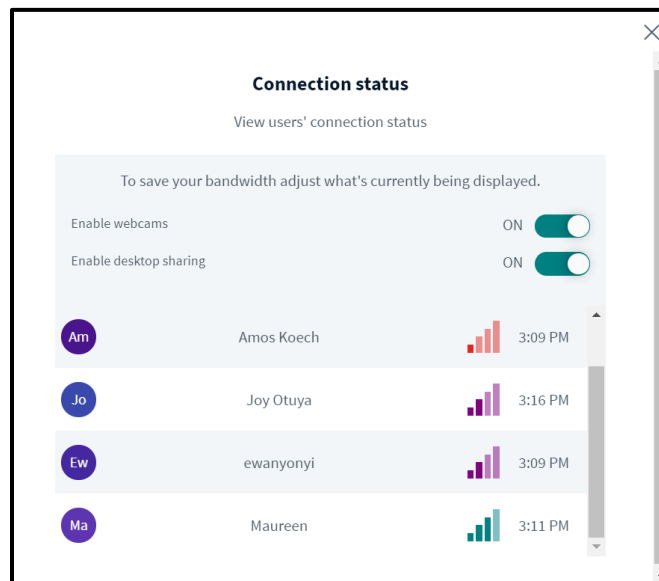 Connection status
View users' connection status
To save your bandwidth adjust what's currently being displayed.
Enable webcams ON
Enable desktop sharing ON
Am Amos Koech 3:09 PM
Jo Joy Otuya 3:16 PM
Ew ewanyonyi 3:09 PM
Ma Maureen 3:11 PM